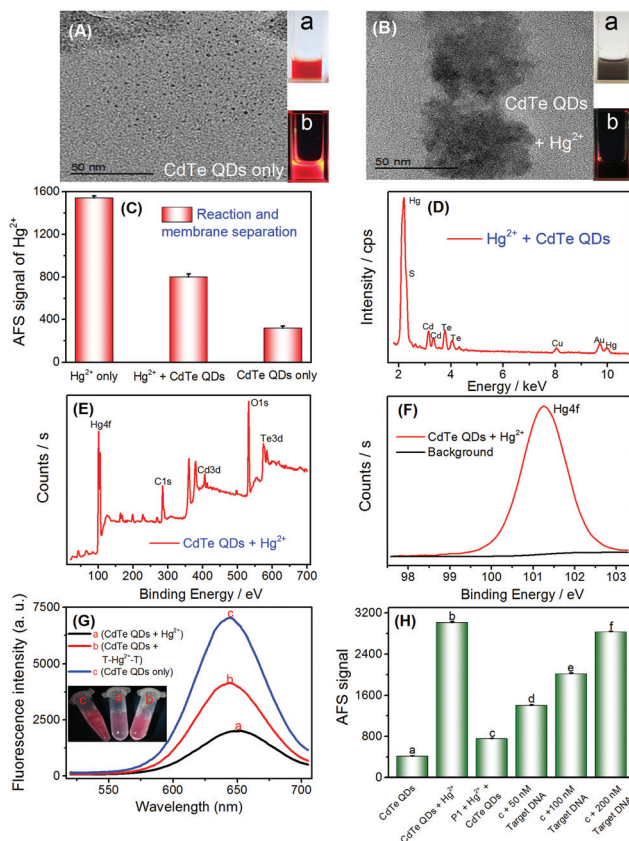 (A)
a
b
50 nm
CdTe QDs only
(B)
a
b
CdTe QDs
+ Hg²⁺
50 nm
(C)
Reaction and
membrane separation
AFS signal of Hg²⁺
1600
1200
800
400
0
Hg²⁺ only
Hg²⁺ + CdTe QDs
CdTe QDs only
(D)
Hg²⁺ + CdTe QDs
Intensity / cps
Hg
S
Cd
Cd
Te
Te
Cu
Au
Hg
2
4
6
8
10
Energy / keV
(E)
Counts / s
Hg4f
C1s
Cd3d
O1s
Te3d
CdTe QDs + Hg²⁺
100
200
300
400
500
600
700
Binding Energy / eV
(F)
Hg4f
CdTe QDs + Hg²⁺
Background
Counts / s
98
99
100
101
102
103
Binding Energy / eV
(G)
Fluorescence intensity (a. u.)
7500
5000
2500
0
a (CdTe QDs + Hg²⁺)
b (CdTe QDs +
T-Hg²⁺-T)
c (CdTe QDs only)
c
b
a
c
a
b
550
600
650
700
Wavelength (nm)
(H)
AFS signal
3200
2400
1600
800
0
a
b
c
d
e
f
CdTe QDs
CdTe QDs + Hg²⁺
P1 + Hg²⁺ +
CdTe QDs
c + 50 nM
Target DNA
c +100 nM
Target DNA
c + 200 nM
Target DNA